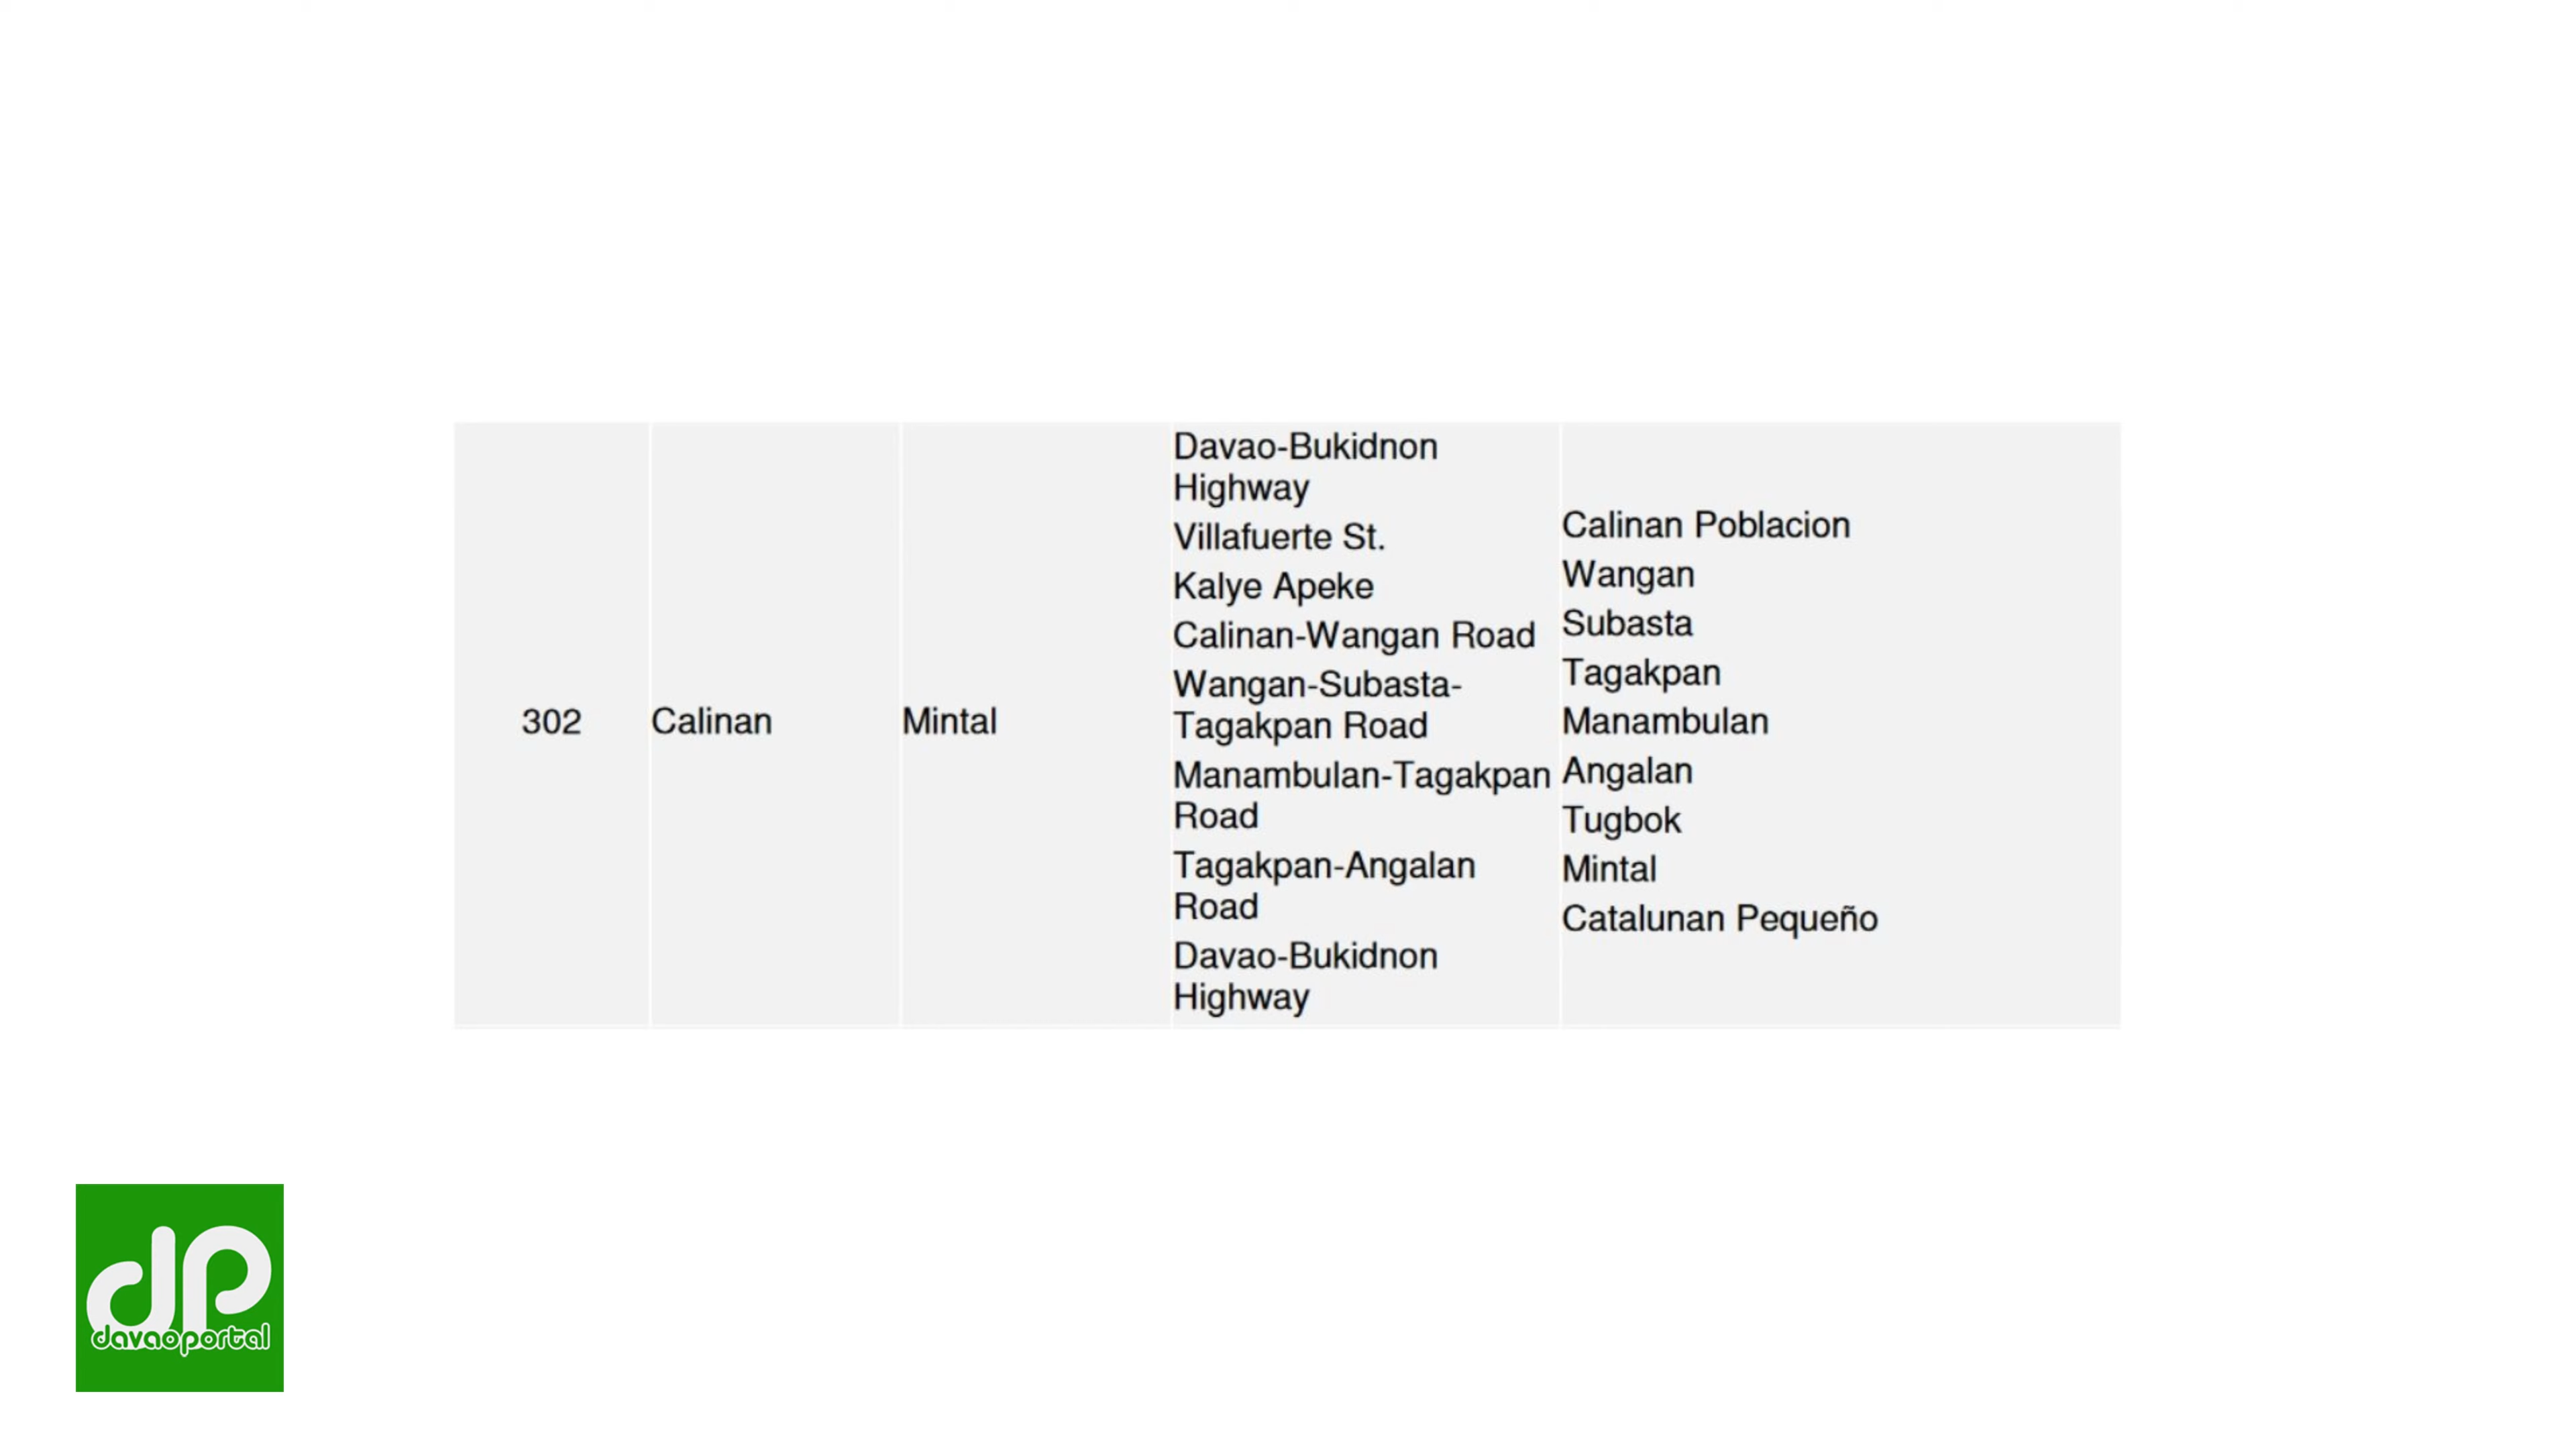 302
Calinan
Mintal
Davao-Bukidnon
Highway
Villafuerte St.
Kalye Apeke
Calinan-Wangan Road
Wangan-Subasta-
Tagakpan Road
Manambulan-Tagakpan
Road
Tagakpan-Angalan
Road
Davao-Bukidnon
Highway
Calinan Poblacion
Wangan
Subasta
Tagakpan
Manambulan
Angalan
Tugbok
Mintal
Catalunan Pequeño
dp
davaoportal